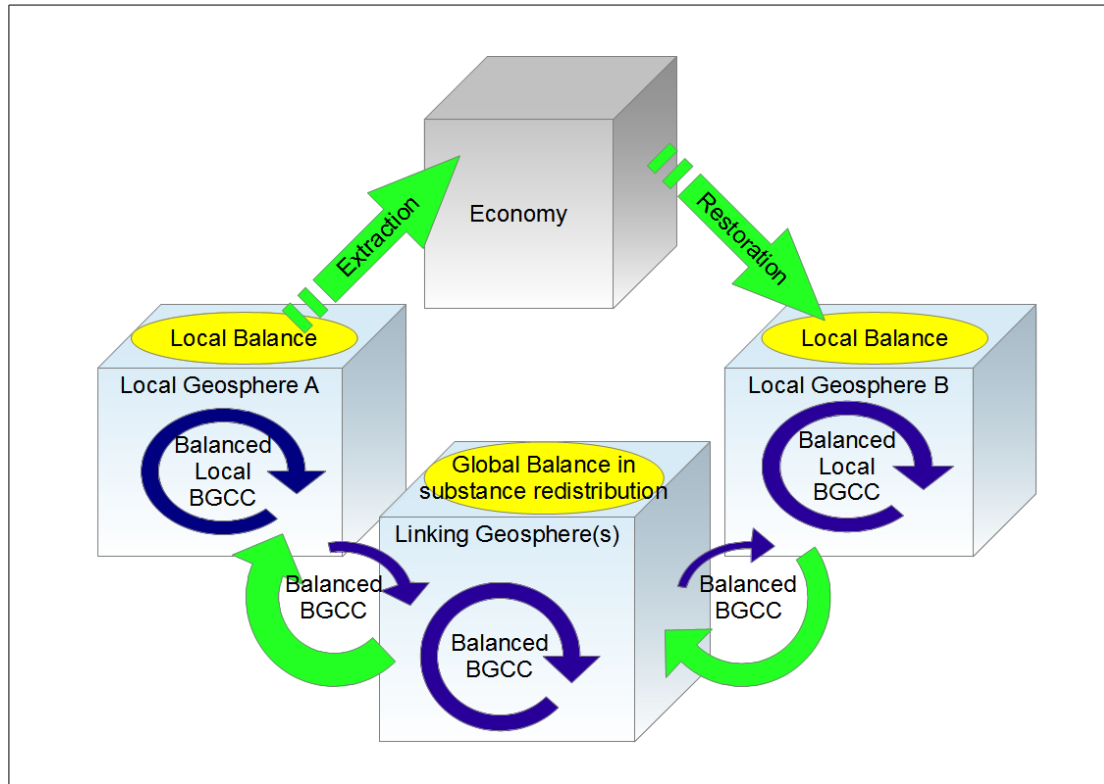 Economy
Extraction
Restoration
Local Balance
Local Geosphere A
Balanced
Local
BGCC
Local Balance
Local Geosphere B
Balanced
Local
BGCC
Global Balance in
substance redistribution
Linking Geosphere(s)
Balanced
BGCC
Balanced
BGCC
Balanced
BGCC